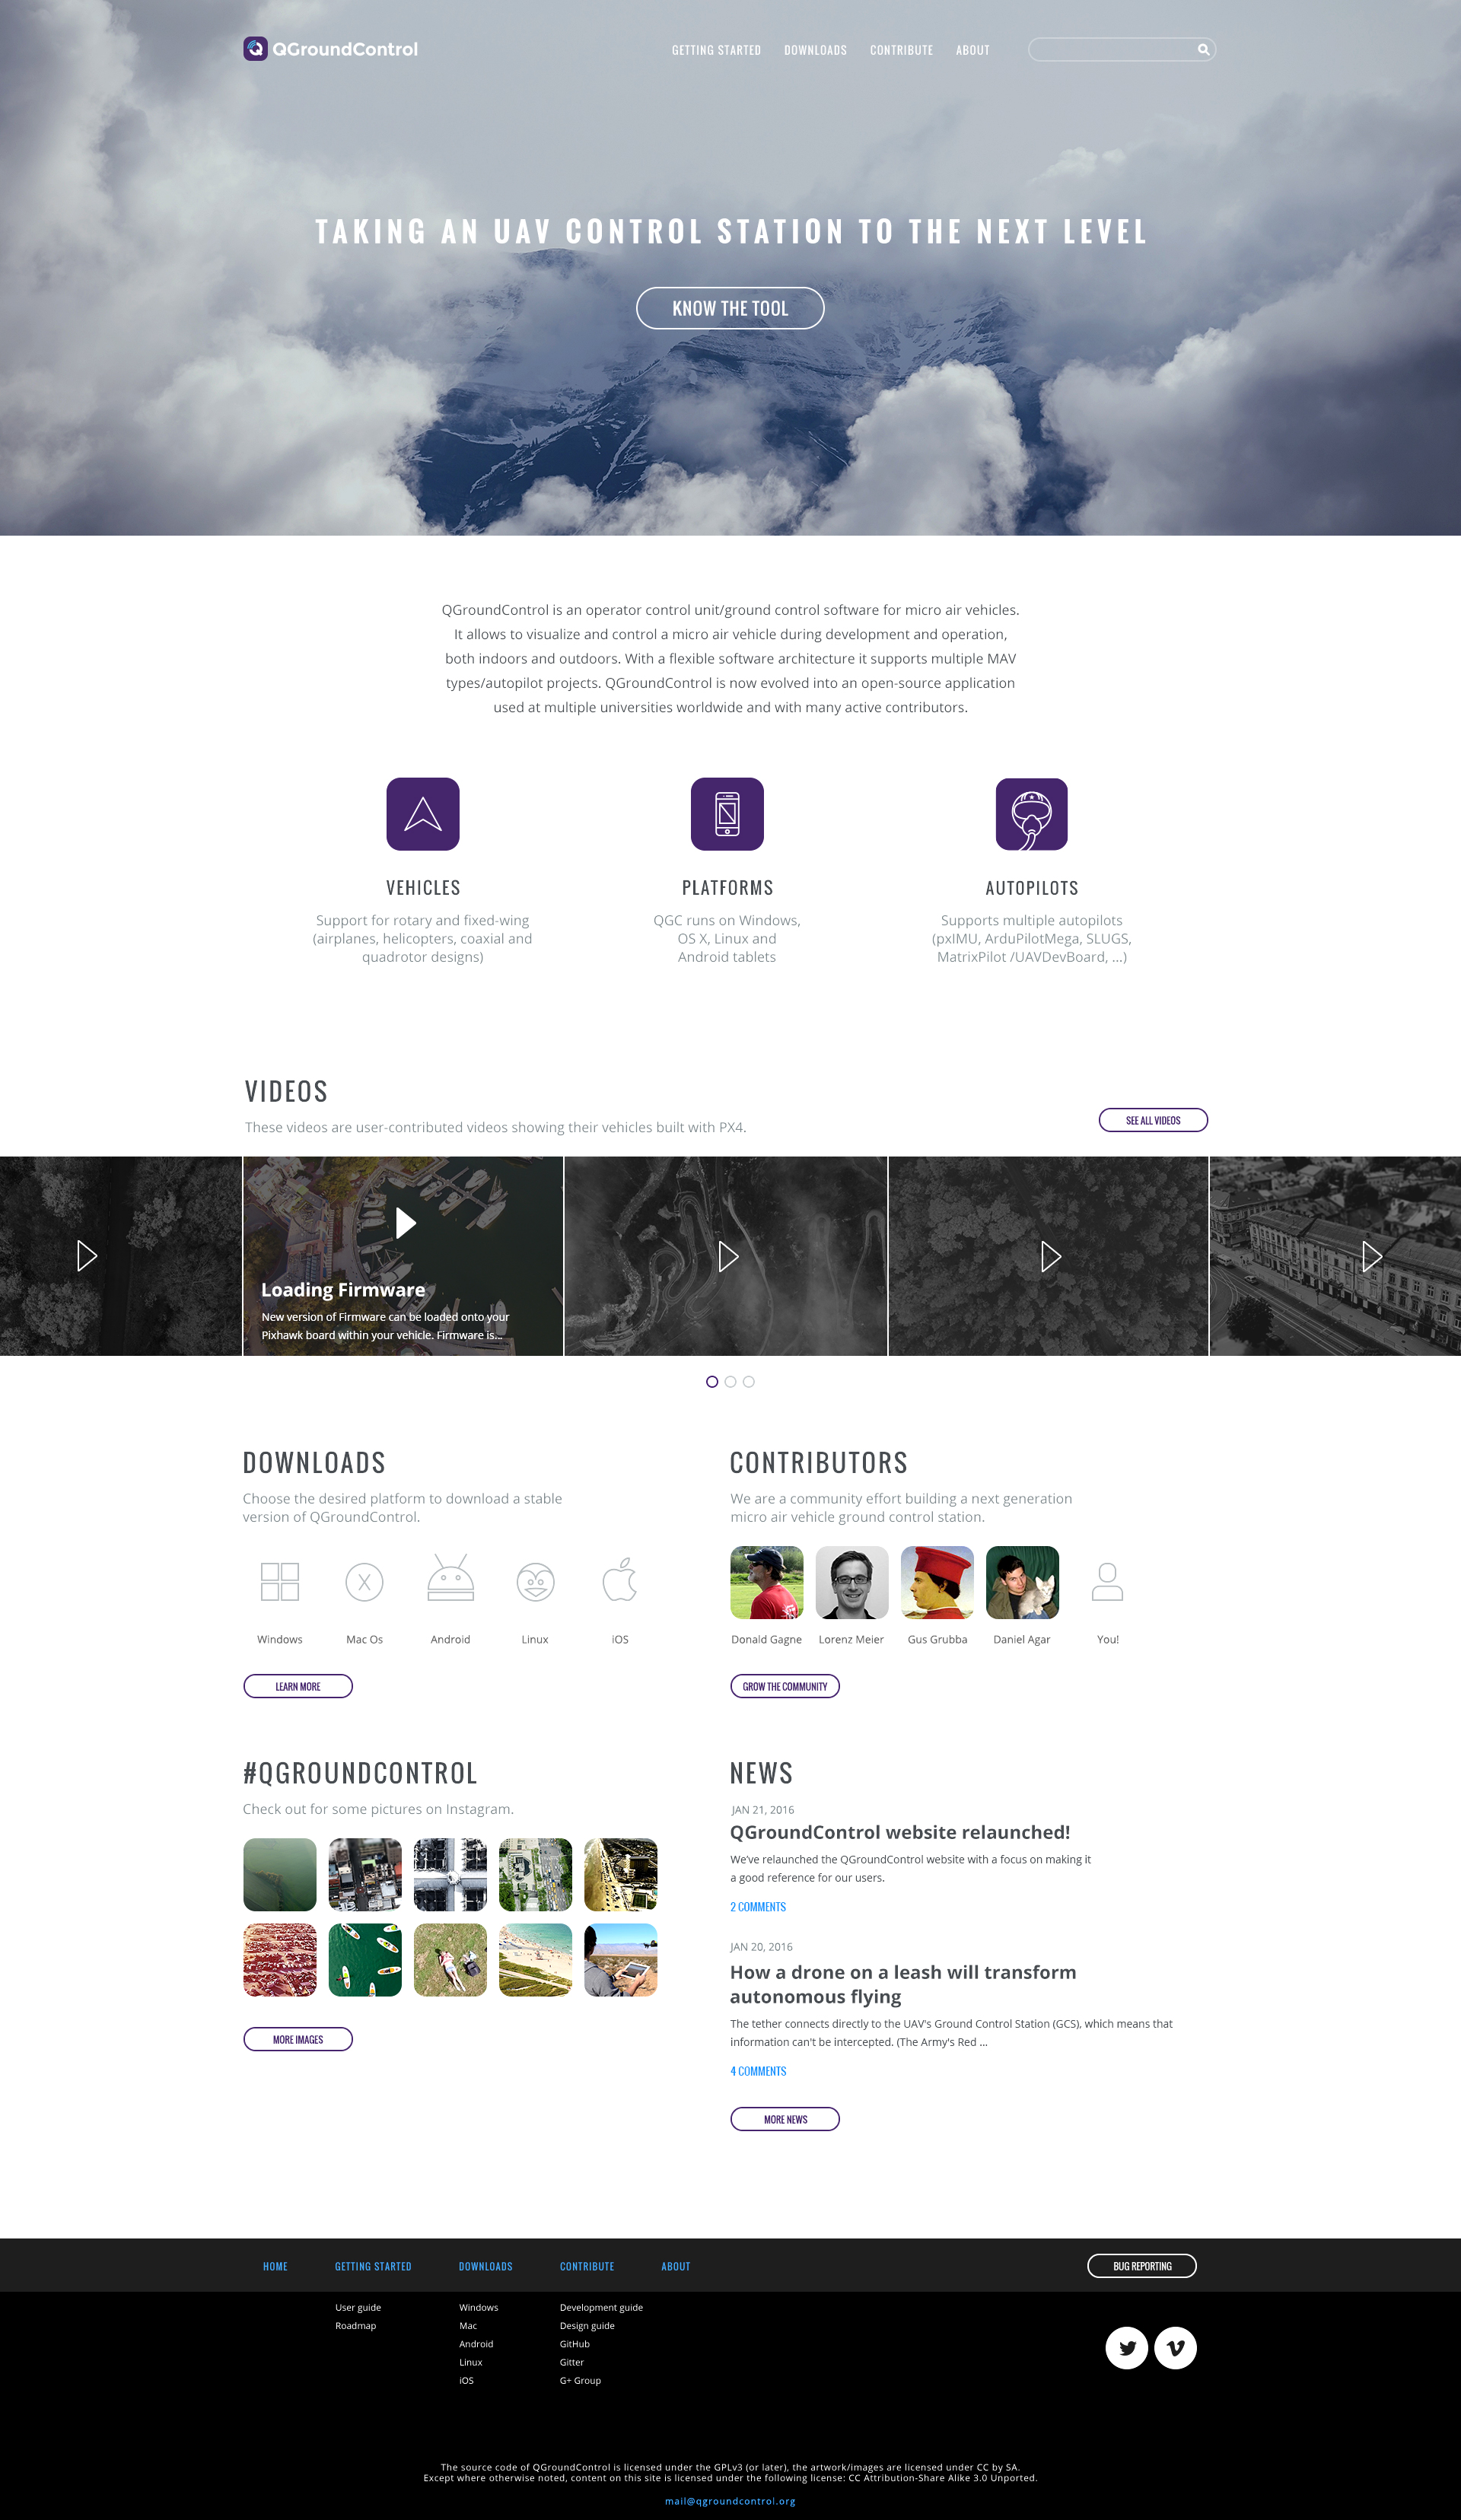 QGroundControl
GETTING STARTED DOWNLOADS CONTRIBUTE ABOUT
TAKING AN UAV CONTROL STATION TO THE NEXT LEVEL
KNOW THE TOOL
QGroundControl is an operator control unit/ground control software for micro air vehicles.
It allows to visualize and control a micro air vehicle during development and operation,
both indoors and outdoors. With a flexible software architecture it supports multiple MAV
types/autopilot projects. QGroundControl is now evolved into an open-source application
used at multiple universities worldwide and with many active contributors.
VEHICLES
Support for rotary and fixed-wing
(airplanes, helicopters, coaxial and
quadrotor designs)
PLATFORMS
QGC runs on Windows,
OS X, Linux and
Android tablets
AUTOPILOTS
Supports multiple autopilots
(pxIMU, ArduPilotMega, SLUGS,
MatrixPilot /UAVDevBoard, ...)
VIDEOS
These videos are user-contributed videos showing their vehicles built with PX4.
SEE ALL VIDEOS
Loading Firmware
New version of Firmware can be loaded onto your
Pixhawk board within your vehicle. Firmware is...
DOWNLOADS
Choose the desired platform to download a stable
version of QGroundControl.
X
Windows Mac Os Android Linux iOS
LEARN MORE
CONTRIBUTORS
We are a community effort building a next generation
micro air vehicle ground control station.
Donald Gagne Lorenz Meier Gus Grubba Daniel Agar You!
GROW THE COMMUNITY
#QGROUNDCONTROL
Check out for some pictures on Instagram.
MORE IMAGES
NEWS
JAN 21, 2016
QGroundControl website relaunched!
We've relaunched the QGroundControl website with a focus on making it
a good reference for our users.
2 COMMENTS
JAN 20, 2016
How a drone on a leash will transform
autonomous flying
The tether connects directly to the UAV's Ground Control Station (GCS), which means that
information can't be intercepted. (The Army's Red ...
4 COMMENTS
MORE NEWS
HOME GETTING STARTED DOWNLOADS CONTRIBUTE ABOUT
BUG REPORTING
User guide
Roadmap
Windows
Mac
Android
Linux
iOS
Development guide
Design guide
GitHub
Gitter
G+ Group
The source code of QGroundControl is licensed under the GPLv3 (or later), the artwork/images are licensed under CC by SA.
Except where otherwise noted, content on this site is licensed under the following license: CC Attribution-Share Alike 3.0 Unported.
mail@qgroundcontrol.org